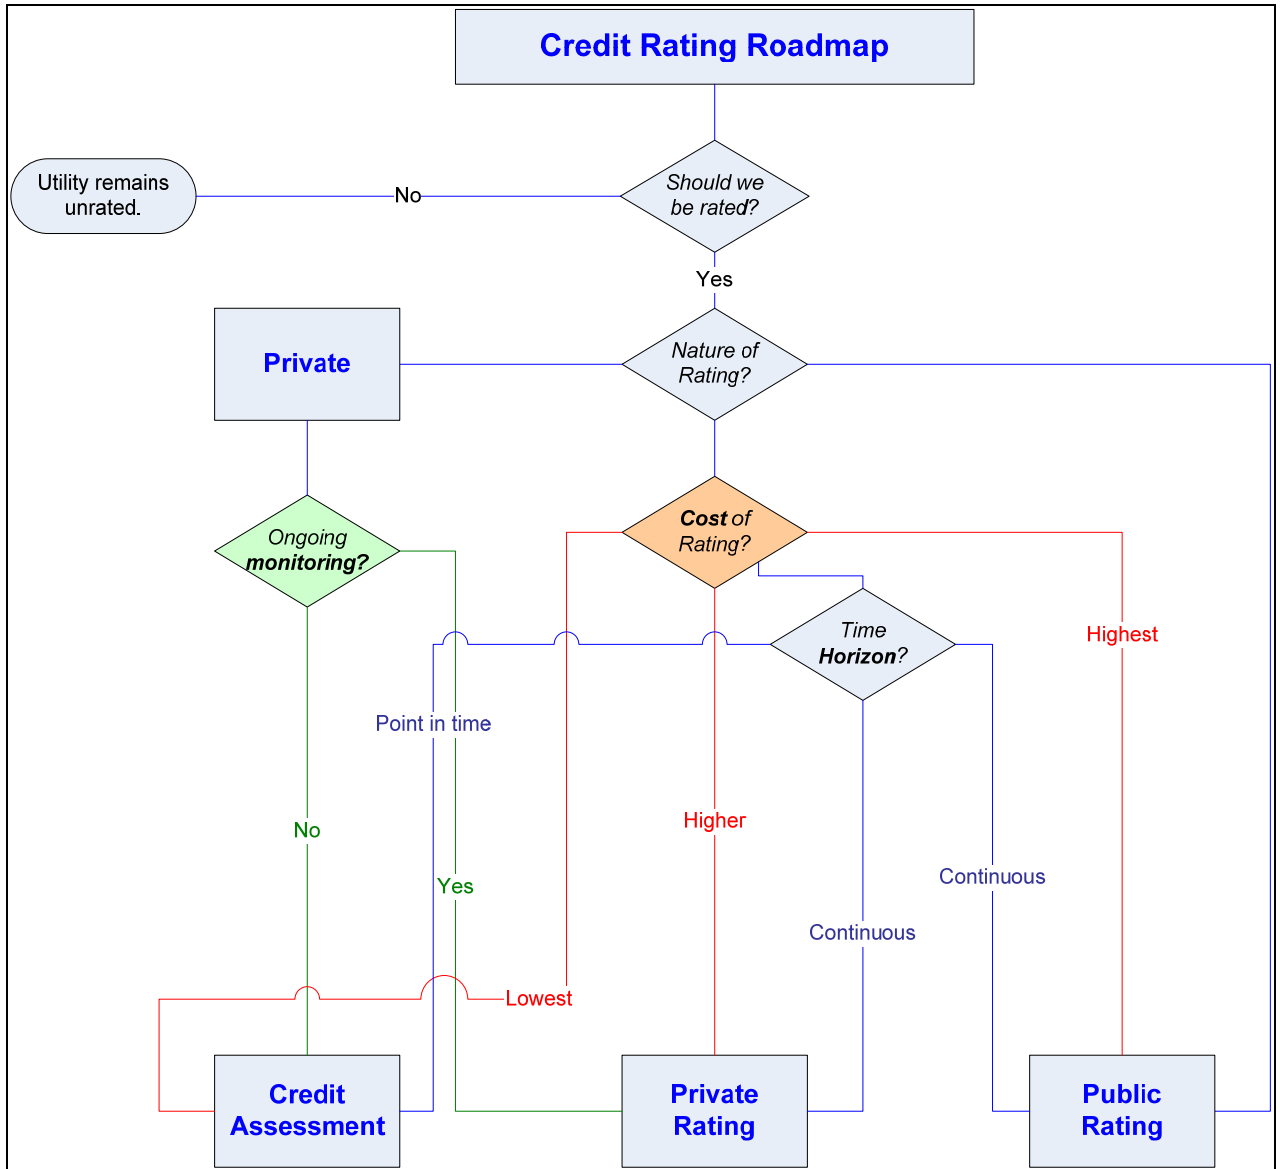 Credit Rating Roadmap
Should we
be rated?
No
Utility remains
unrated.
Yes
Nature of
Rating?
Private
Cost of
Rating?
Ongoing
monitoring?
Time
Horizon?
Highest
Point in time
Higher
No
Continuous
Yes
Continuous
Lowest
Credit
Assessment
Private
Rating
Public
Rating